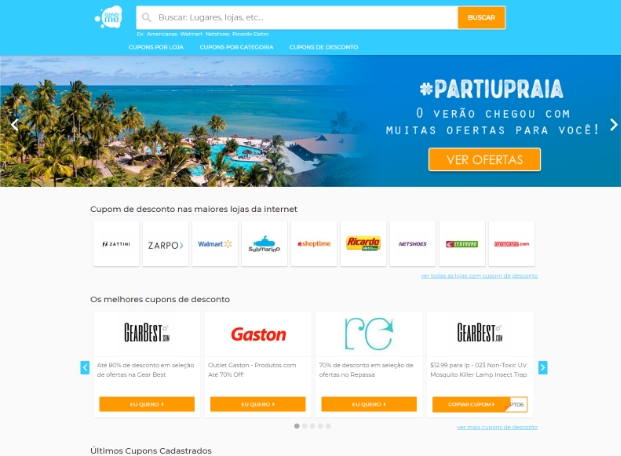 Buscar: Lugares, lojas, etc...
BUSCAR
Ex: Americanas Walmart Netshoes Ricardo Eletro
CUPONS POR LOJA CUPONS POR CATEGORIA CUPONS DE DESCONTO
#PARTIUPRAIA
O VERÃO CHEGOU COM
MUITAS OFERTAS PARA VOCÊ!
VER OFERTAS
Cupom de desconto nas maiores lojas da internet
ZATTINI ZARPO Walmart Submarino shoptime Ricardo NETSHOES
ver todas as lojas com cupom de desconto
Os melhores cupons de desconto
GEARBEST .COM
Gaston
re
GEARBEST .COM
Até 80% de desconto em seleção
de ofertas na Gear Best
EU QUERO
Outlet Gaston - Produtos com
Até 70% Off!
EU QUERO
70% de desconto em seleção de
ofertas no Repassa
EU QUERO
$12.99 para lp - 023 Non-Toxic UV
Mosquito Killer Lamp Insect Trap
COPIAR CUPOM
ver mais cupons de desconto
Últimos Cupons Cadastrados